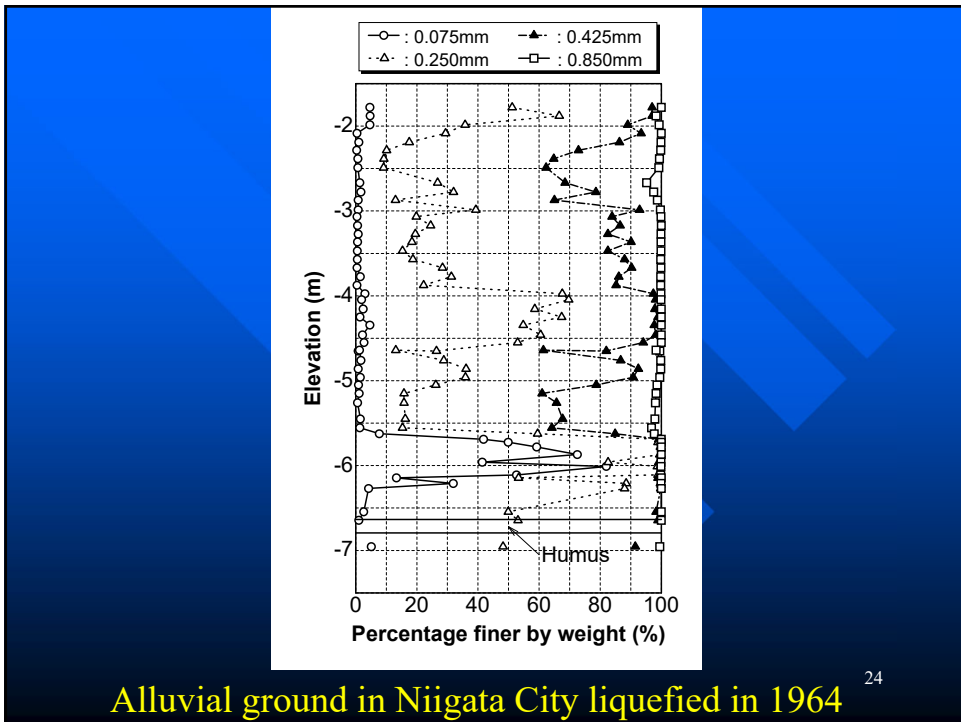 : 0.075mm : 0.425mm
: 0.250mm : 0.850mm
Elevation (m)
-2
-3
-4
-5
-6
-7
Humus
0 20 40 60 80 100
Percentage finer by weight (%)
24
Alluvial ground in Niigata City liquefied in 1964